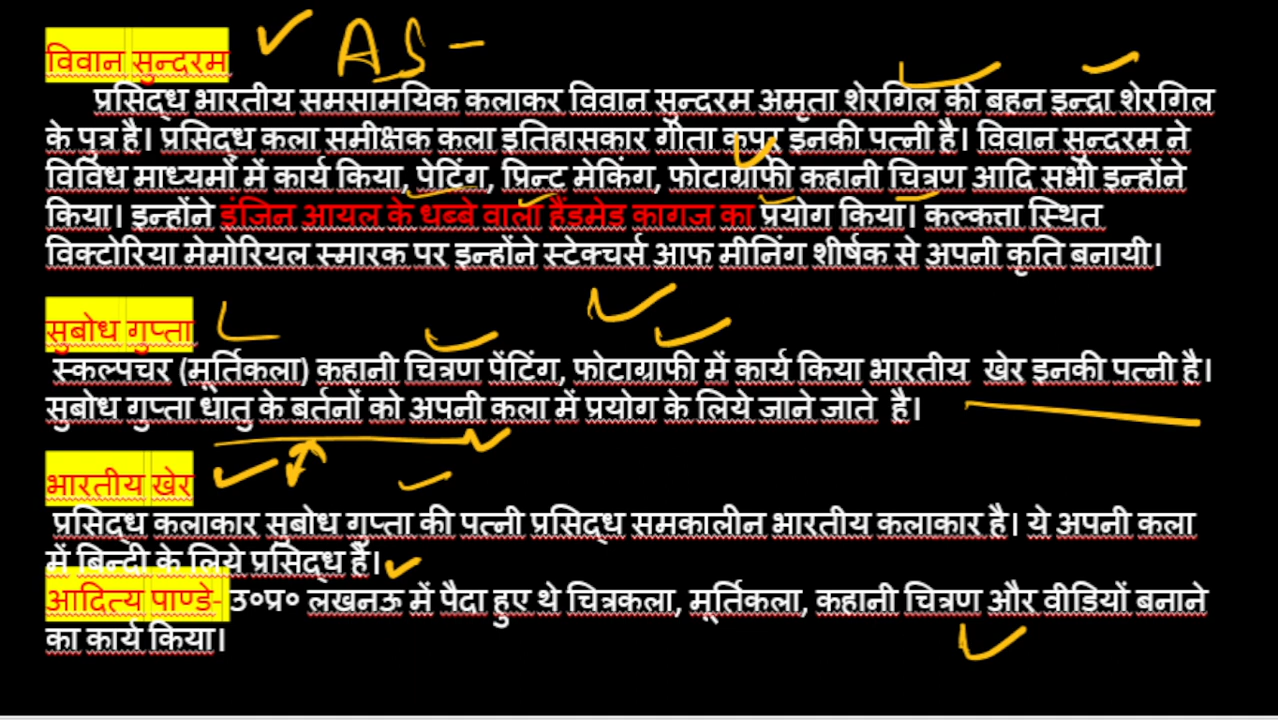 विवान सुन्दरम
AS -
प्रसिद्ध भारतीय समसामयिक कलाकर विवान सुन्दरम अमृता शेरगिल की बहन इन्द्रा शेरगिल
के पुत्र है। प्रसिद्ध कला समीक्षक कला इतिहासकार गीता कपूर इनकी पत्नी है। विवान सुन्दरम ने
विविध माध्यमों में कार्य किया, पेटिंग, प्रिन्ट मेकिंग, फोटाग्राफी कहानी चित्रण आदि सभी इन्होंने
किया। इन्होंने इंजिन आयल के धब्बे वाला हैंडमेड कागज का प्रयोग किया। कल्कत्ता स्थित
विक्टोरिया मेमोरियल स्मारक पर इन्होंने स्टेक्चर्स आफ मीनिंग शीर्षक से अपनी कृति बनायी।
सुबोध गुप्ता
स्कल्पचर (मूर्तिकला) कहानी चित्रण पेंटिंग, फोटाग्राफी में कार्य किया भारतीय खेर इनकी पत्नी है।
सुबोध गुप्ता धातु के बर्तनों को अपनी कला में प्रयोग के लिये जाने जाते है।
भारतीय खेर
प्रसिद्ध कलाकार सुबोध गुप्ता की पत्नी प्रसिद्ध समकालीन भारतीय कलाकार है। ये अपनी कला
में बिन्दी के लिये प्रसिद्ध हैं।
आदित्य पाण्डे- उ०प्र० लखनऊ में पैदा हुए थे चित्रकला, मूर्तिकला, कहानी चित्रण और वीडियों बनाने
का कार्य किया।